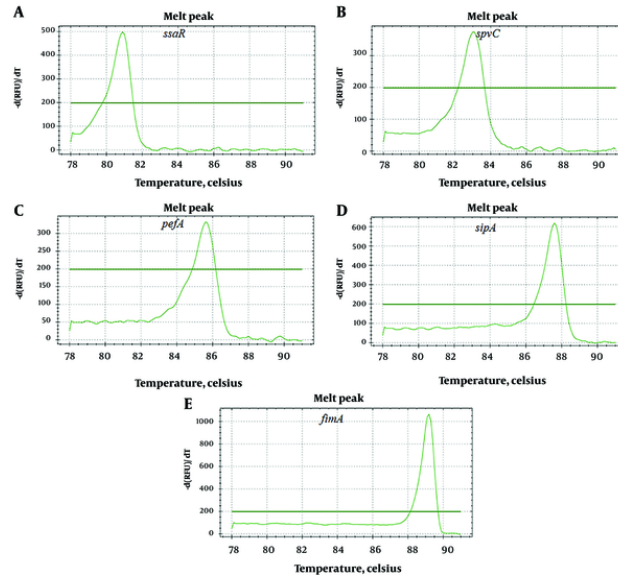 A
Melt peak
ssaR
-d(RFU)/ dT
500
400
300
200
100
0
78 80 82 84 86 88 90
Temperature, celsius
B
Melt peak
spvC
-d(RFU)/ dT
300
200
100
0
78 80 82 84 86 88 90
Temperature, celsius
C
Melt peak
pefA
-d(RFU)/ dT
300
250
200
150
100
50
0
78 80 82 84 86 88 90
Temperature, celsius
D
Melt peak
sipA
-d(RFU)/ dT
600
500
400
300
200
100
0
78 80 82 84 86 88 90
Temperature, celsius
E
Melt peak
fimA
-d(RFU)/ dT
1000
800
600
400
200
0
78 80 82 84 86 88 90
Temperature, celsius